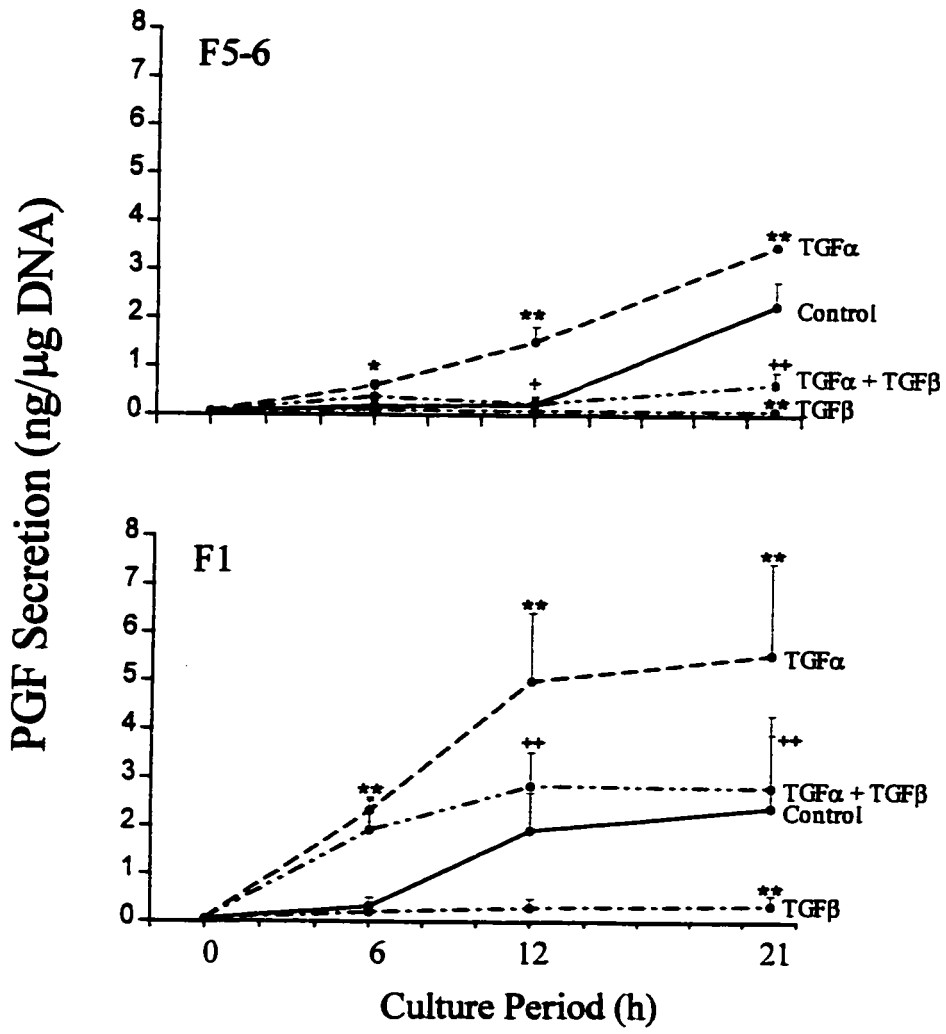 PGF Secretion (ng/µg DNA)
8
7
6
5
4
3
2
1
0
F5-6
*
**
+
**
TGFα
Control
++
TGFα + TGFβ
**
TGFβ
8
7
6
5
4
3
2
1
0
F1
**
**
++
**
TGFα
++
TGFα + TGFβ
Control
**
TGFβ
0 6 12 21
Culture Period (h)